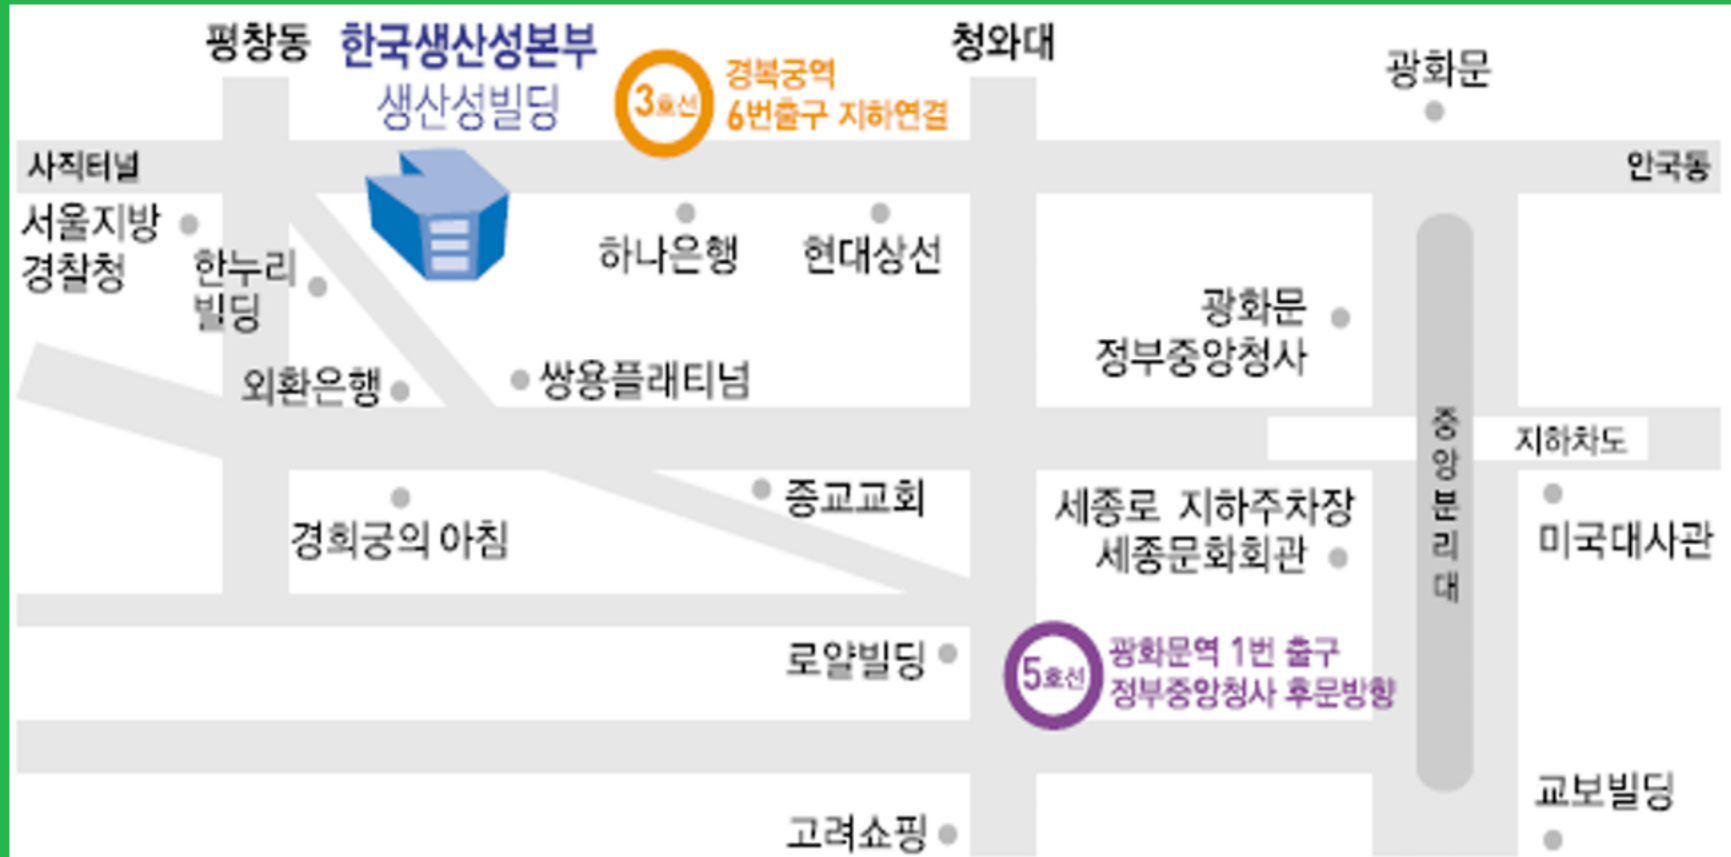 평창동
한국생산성본부
생산성빌딩
3호선
경복궁역
6번출구 지하연결
청와대
광화문
사직터널
안국동
서울지방
경찰청
한누리
빌딩
하나은행
현대상선
광화문
정부중앙청사
외환은행
쌍용플래티넘
중앙분리대
지하차도
경희궁의 아침
종교교회
세종로 지하주차장
세종문화회관
미국대사관
로얄빌딩
5호선
광화문역 1번 출구
정부중앙청사 후문방향
교보빌딩
고려쇼핑